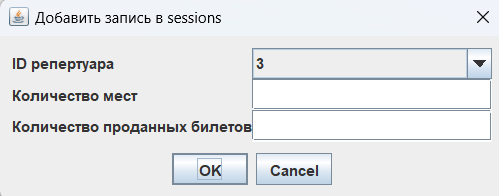 Добавить запись в sessions
ID репертуара 3
Количество мест
Количество проданных билетов
OK Cancel